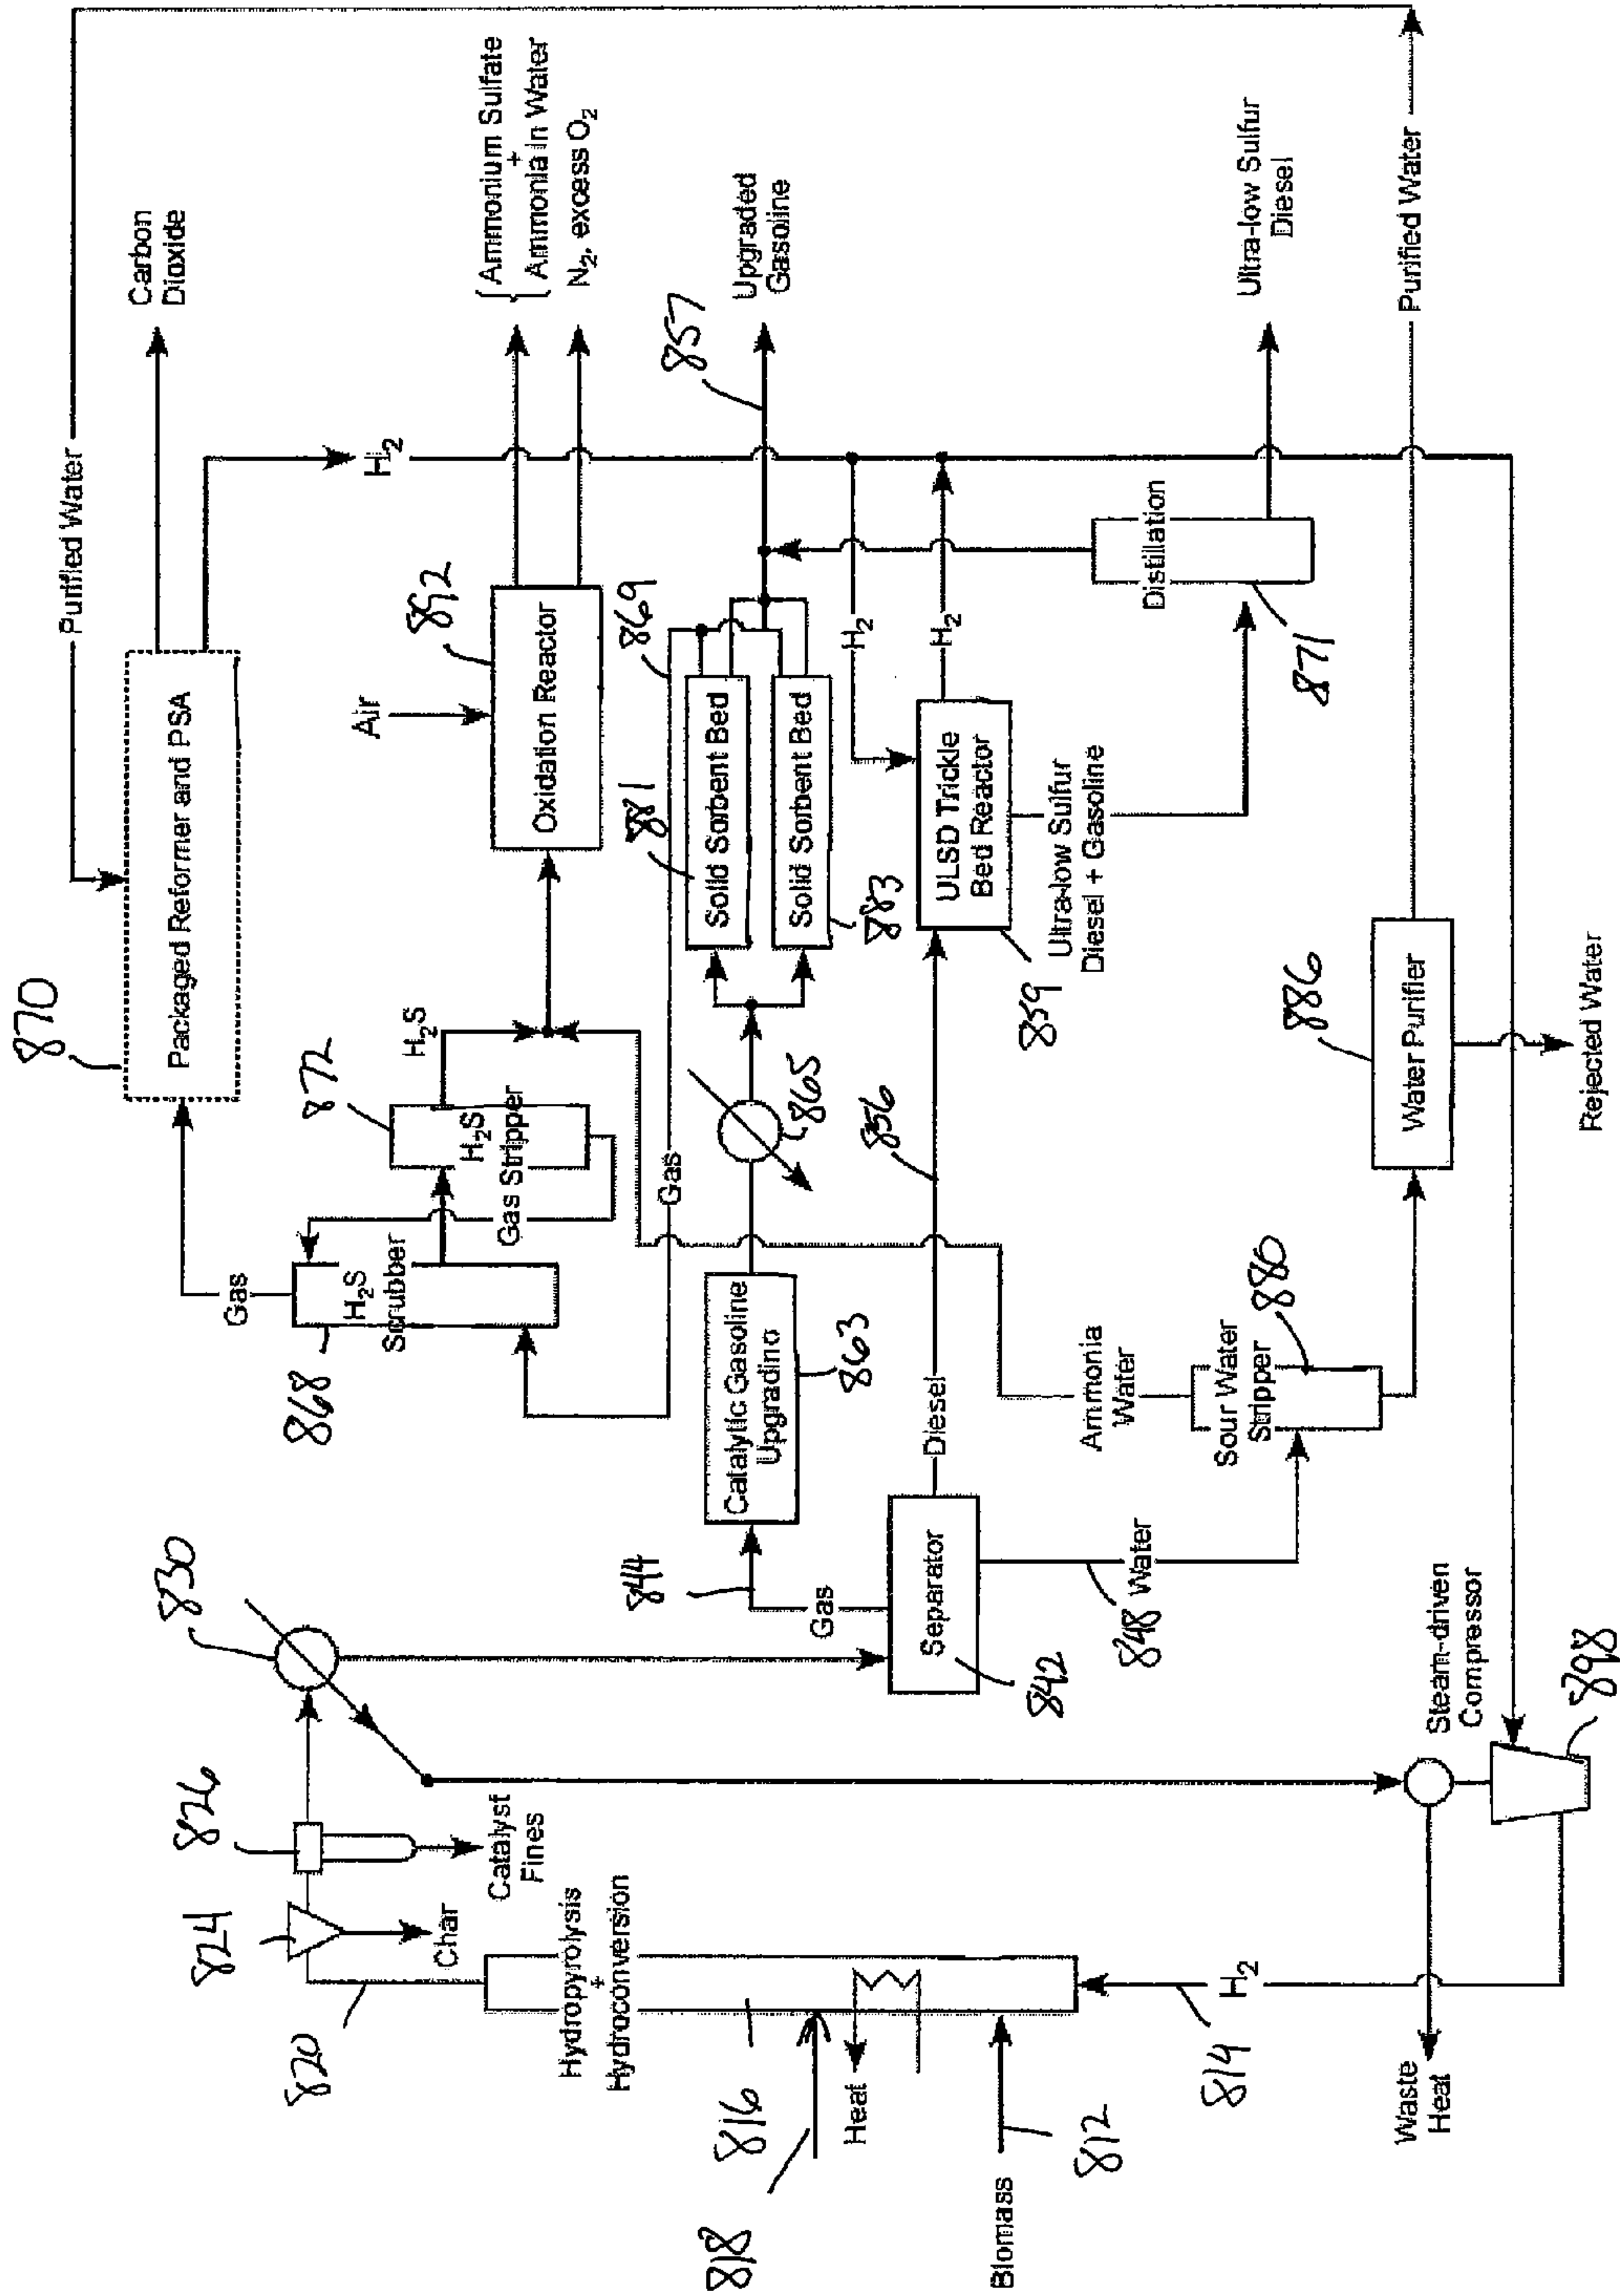 Purified Water
870
Packaged Reformer and PSA
Carbon
Dioxide
Gas
H2
868
H2S
Scrubber
872
H2S
Gas Stripper
H2S
Air
892
Oxidation Reactor
Ammonium Sulfate
+
Ammonia in Water
N2, excess O2
830
826
824
Char
Catalyst
Fines
820
Hydropyrolysis
+
Hydroconversion
816
818
Heat
Biomass
812
814
H2
Waste
Heat
Gas
869
881
Solid Sorbent Bed
Solid Sorbent Bed
883
857
Upgraded
Gasoline
865
Catalytic Gasoline
Upgrading
863
844
Gas
Separator
842
848
Water
Diesel
856
ULSD Trickle
Bed Reactor
859
H2
H2
Ultra-low Sulfur
Diesel + Gasoline
Distillation
871
Ultra-low Sulfur
Diesel
Ammonia
Water
Sour Water
Stripper
880
886
Water Purifier
Rejected Water
Purified Water
Steam-driven
Compressor
898